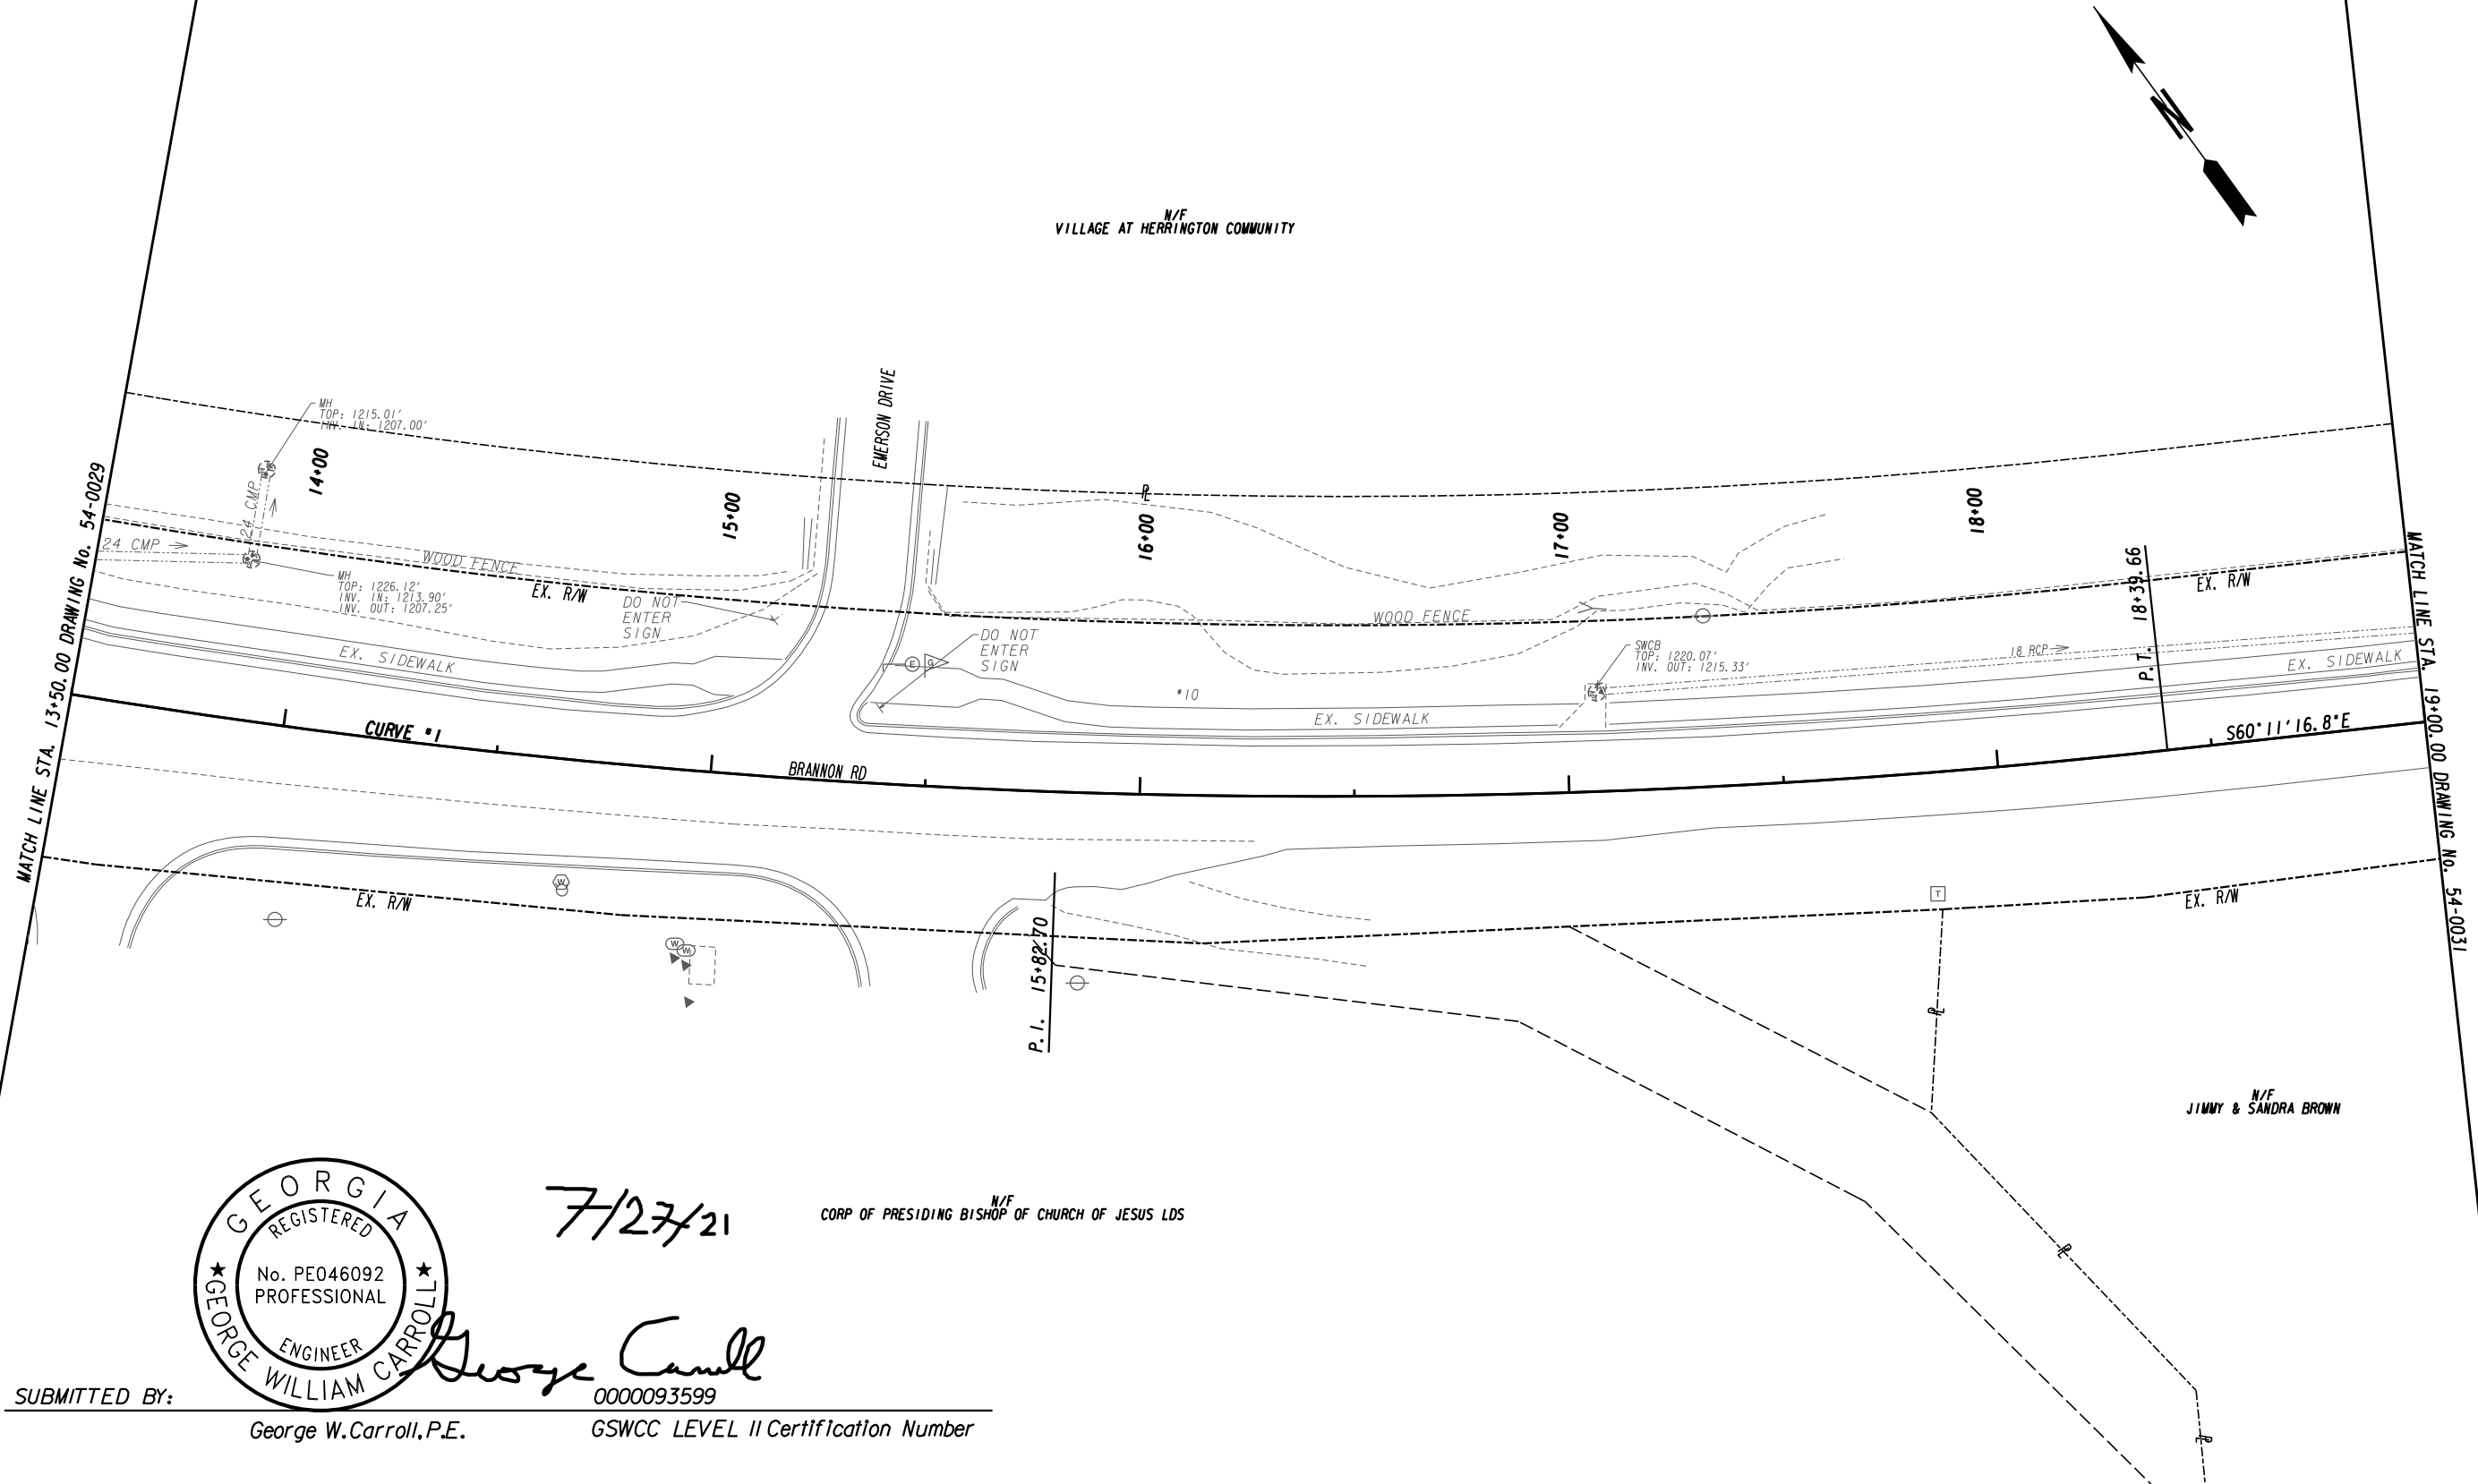 N
N/F
VILLAGE AT HERRINGTON COMMUNITY
MATCH LINE STA. 13+50.00 DRAWING No. 54-0029
MH
TOP: 1215.01'
INV. IN: 1207.00'
14+00
15+00
16+00
17+00
18+00
EMERSON DRIVE
PL
24 CMP
24 CMP
WOOD FENCE
MH
TOP: 1226.12'
INV. IN: 1213.90'
INV. OUT: 1207.25'
EX. R/W
DO NOT
ENTER
SIGN
EX. SIDEWALK
E
G
DO NOT
ENTER
SIGN
#10
WOOD FENCE
SWCB
TOP: 1220.07'
INV. OUT: 1215.33'
18 RCP
P.T. 18+39.66
EX. R/W
EX. SIDEWALK
EX. SIDEWALK
S60°11'16.8"E
MATCH LINE STA. 19+00.00 DRAWING No. 54-0031
CURVE #1
BRANNON RD
EX. R/W
W
W
W
P.I. 15+82.70
T
EX. R/W
PL
N/F
JIMMY & SANDRA BROWN
PL
PL
N/F
CORP OF PRESIDING BISHOP OF CHURCH OF JESUS LDS
7/27/21
GEORGIA
REGISTERED
No. PE046092
PROFESSIONAL
ENGINEER
GEORGE WILLIAM CARROLL
George Carroll
SUBMITTED BY:
0000093599
George W. Carroll, P.E.
GSWCC LEVEL II Certification Number